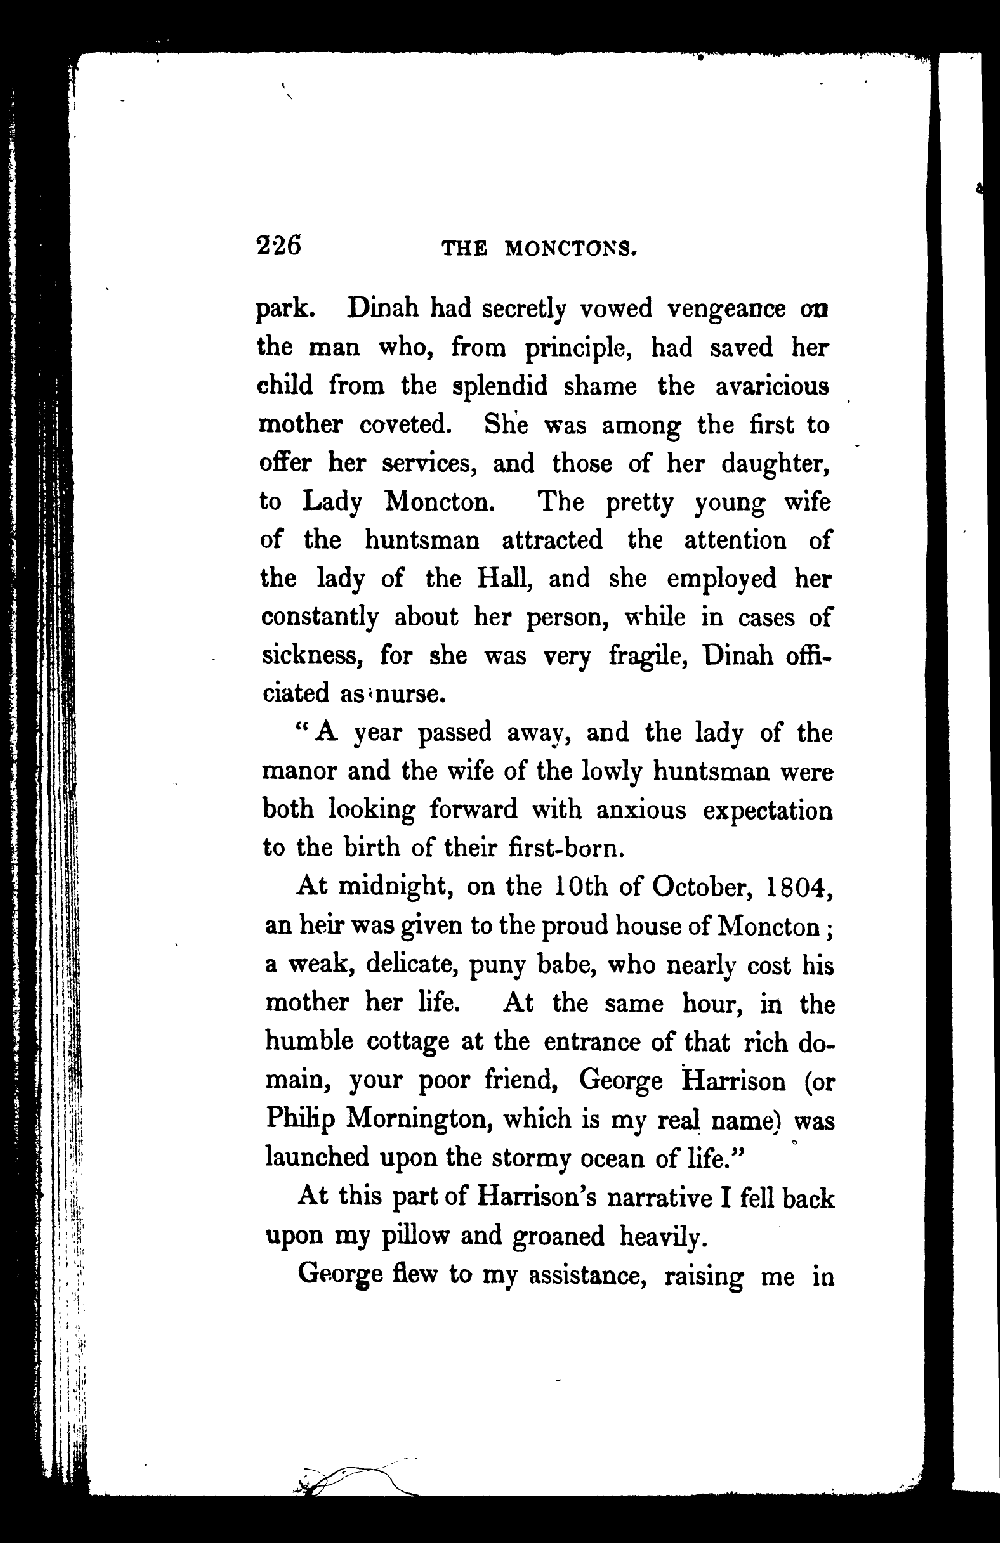 226 THE MONCTONS.
park. Dinah had secretly vowed vengeance on
the man who, from principle, had saved her
child from the splendid shame the avaricious
mother coveted. She was among the first to
offer her services, and those of her daughter,
to Lady Moncton. The pretty young wife
of the huntsman attracted the attention of
the lady of the Hall, and she employed her
constantly about her person, while in cases of
sickness, for she was very fragile, Dinah offi-
ciated as nurse.
“A year passed away, and the lady of the
manor and the wife of the lowly huntsman were
both looking forward with anxious expectation
to the birth of their first-born.
At midnight, on the 10th of October, 1804,
an heir was given to the proud house of Moncton;
a weak, delicate, puny babe, who nearly cost his
mother her life. At the same hour, in the
humble cottage at the entrance of that rich do-
main, your poor friend, George Harrison (or
Philip Mornington, which is my real name) was
launched upon the stormy ocean of life.”
At this part of Harrison’s narrative I fell back
upon my pillow and groaned heavily.
George flew to my assistance, raising me in